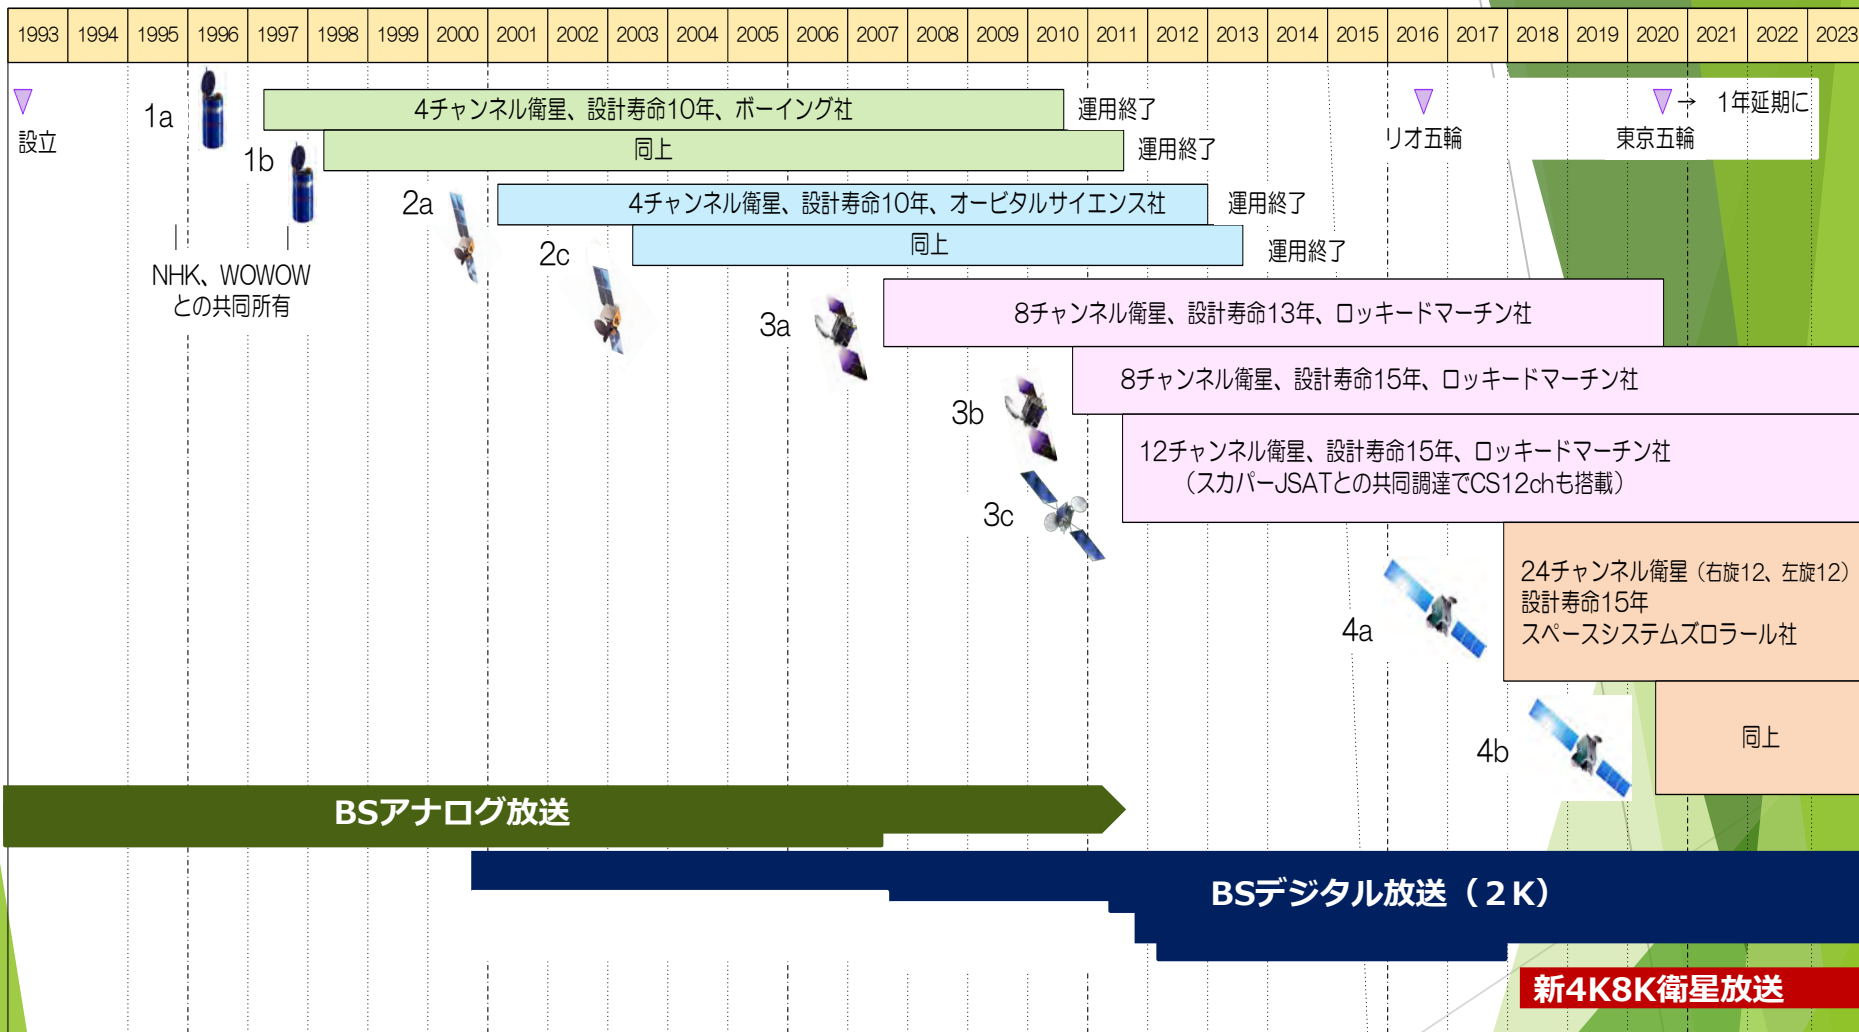 1993 1994 1995 1996 1997 1998 1999 2000 2001 2002 2003 2004 2005 2006 2007 2008 2009 2010 2011 2012 2013 2014 2015 2016 2017 2018 2019 2020 2021 2022 2023
設立
1a
4チャンネル衛星、設計寿命10年、ボーイング社
運用終了
リオ五輪
→ 1年延期に
東京五輪
1b
同上
運用終了
2a
4チャンネル衛星、設計寿命10年、オービタルサイエンス社
運用終了
2c
同上
運用終了
NHK、WOWOW
との共同所有
3a
8チャンネル衛星、設計寿命13年、ロッキードマーチン社
3b
8チャンネル衛星、設計寿命15年、ロッキードマーチン社
3c
12チャンネル衛星、設計寿命15年、ロッキードマーチン社
（スカパーJSATとの共同調達でCS12chも搭載）
4a
24チャンネル衛星（右旋12、左旋12）
設計寿命15年
スペースシステムズロラール社
4b
同上
BSアナログ放送
BSデジタル放送（２K）
新4K8K衛星放送